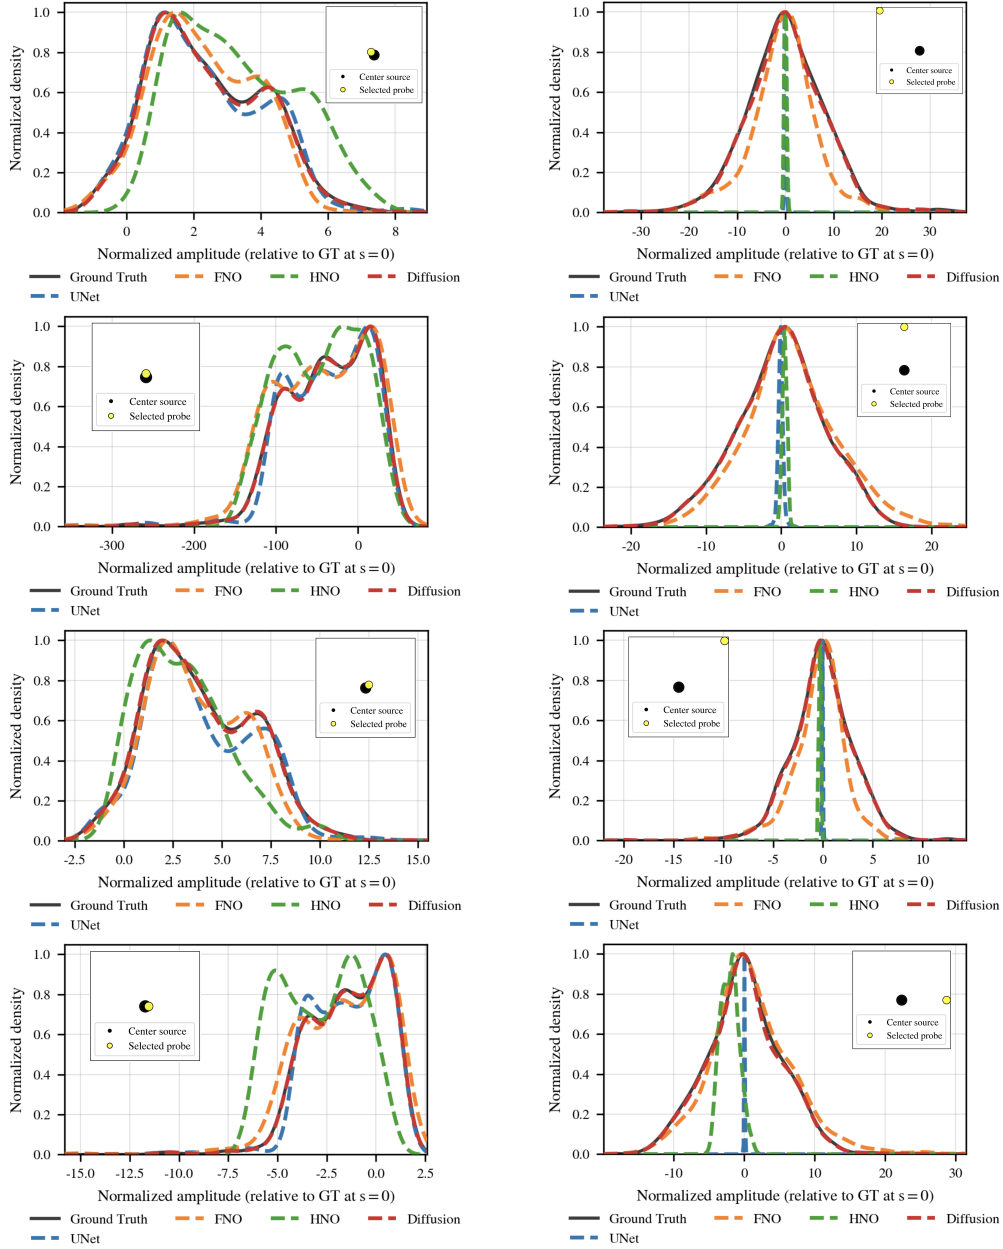 1.0
0.8
0.6
0.4
0.2
0.0
Normalized density
Center source
Selected probe
0 2 4 6 8
Normalized amplitude (relative to GT at s = 0)
Ground Truth FNO HNO Diffusion
UNet
1.0
0.8
0.6
0.4
0.2
0.0
Normalized density
Center source
Selected probe
-30 -20 -10 0 10 20 30
Normalized amplitude (relative to GT at s = 0)
Ground Truth FNO HNO Diffusion
UNet
1.0
0.8
0.6
0.4
0.2
0.0
Normalized density
Center source
Selected probe
-300 -200 -100 0
Normalized amplitude (relative to GT at s = 0)
Ground Truth FNO HNO Diffusion
UNet
1.0
0.8
0.6
0.4
0.2
0.0
Normalized density
Center source
Selected probe
-20 -10 0 10 20
Normalized amplitude (relative to GT at s = 0)
Ground Truth FNO HNO Diffusion
UNet
1.0
0.8
0.6
0.4
0.2
0.0
Normalized density
Center source
Selected probe
-2.5 0.0 2.5 5.0 7.5 10.0 12.5 15.0
Normalized amplitude (relative to GT at s = 0)
Ground Truth FNO HNO Diffusion
UNet
1.0
0.8
0.6
0.4
0.2
0.0
Normalized density
Center source
Selected probe
-20 -15 -10 -5 0 5 10
Normalized amplitude (relative to GT at s = 0)
Ground Truth FNO HNO Diffusion
UNet
1.0
0.8
0.6
0.4
0.2
0.0
Normalized density
Center source
Selected probe
-15.0 -12.5 -10.0 -7.5 -5.0 -2.5 0.0 2.5
Normalized amplitude (relative to GT at s = 0)
Ground Truth FNO HNO Diffusion
UNet
1.0
0.8
0.6
0.4
0.2
0.0
Normalized density
Center source
Selected probe
-10 0 10 20 30
Normalized amplitude (relative to GT at s = 0)
Ground Truth FNO HNO Diffusion
UNet